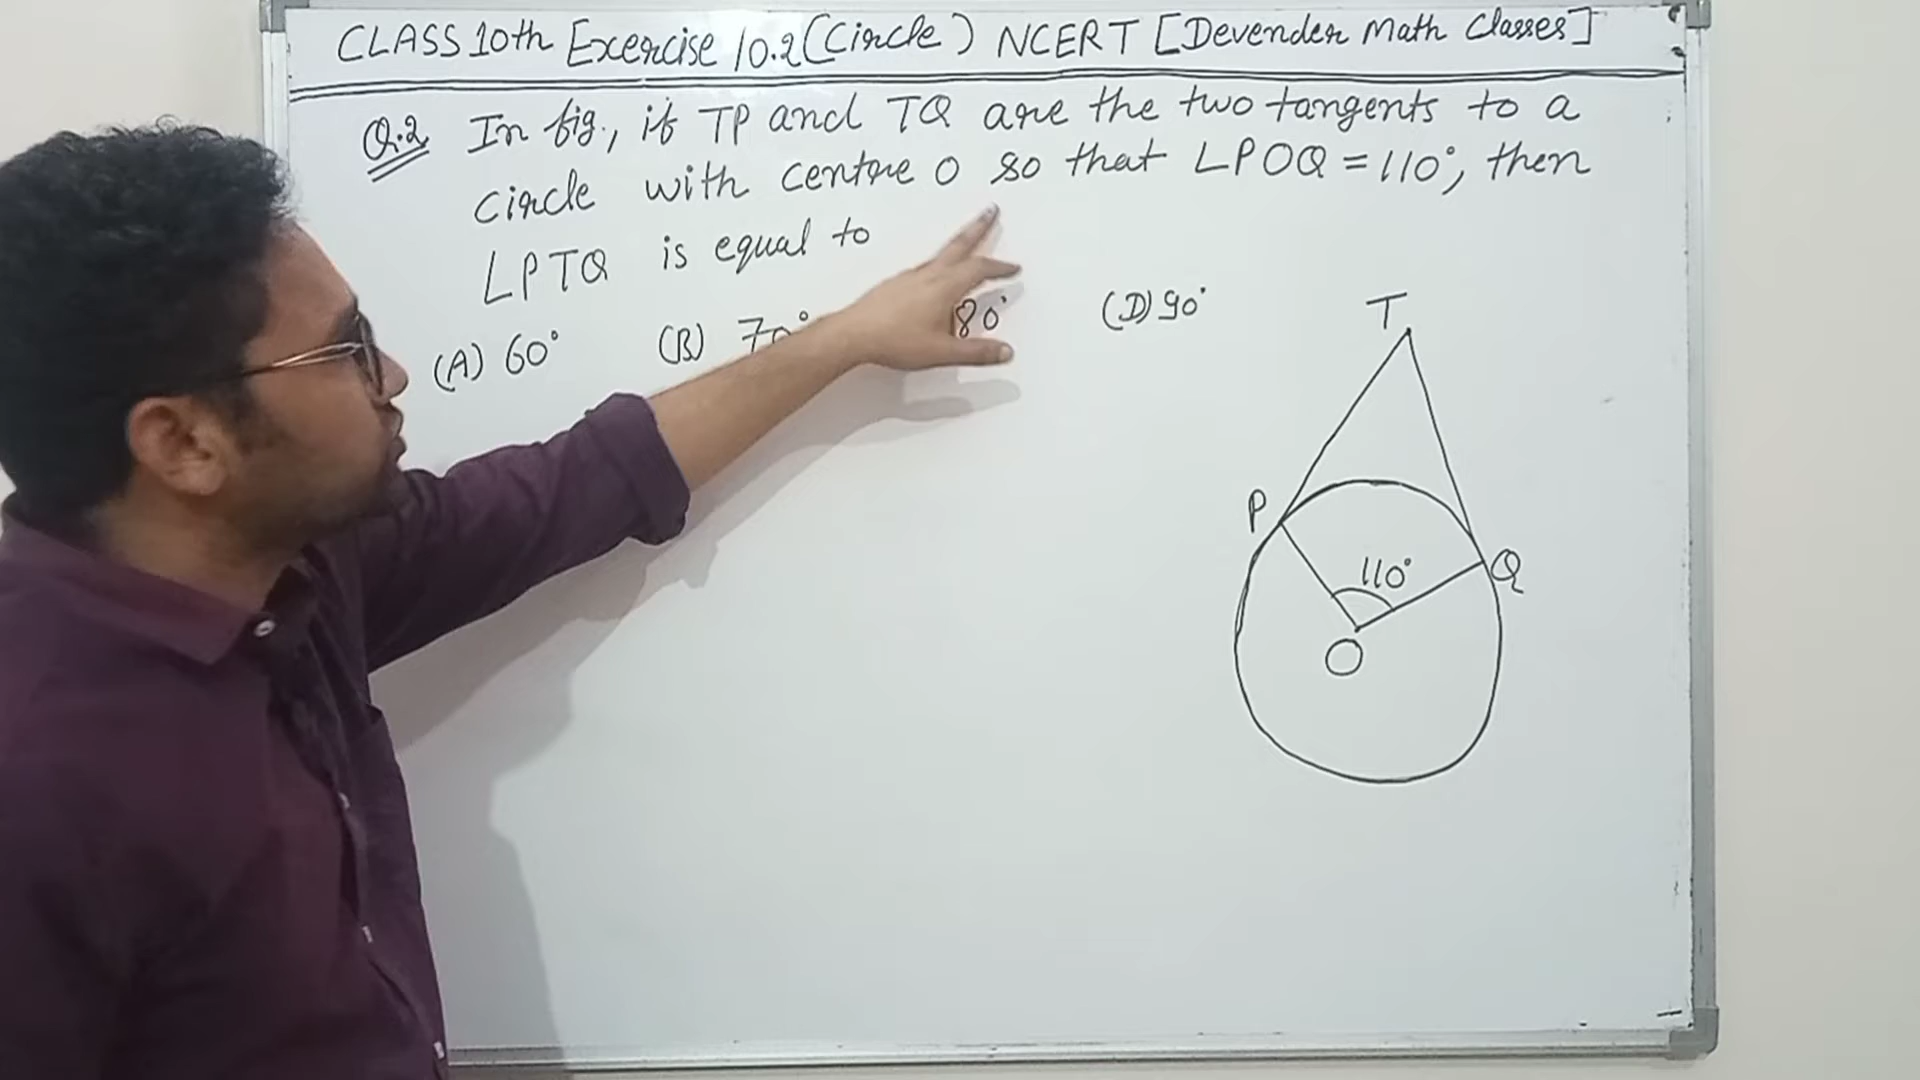 CLASS 10th Exercise 10.2 (Circle) NCERT [Devender Math Classes]
Q.2 In fig., if TP and TQ are the two tangents to a
circle with centre O so that ∠POQ = 110°, then
∠PTQ is equal to
(A) 60° (B) 70° 80° (D) 90°
T
P
110°
Q
O